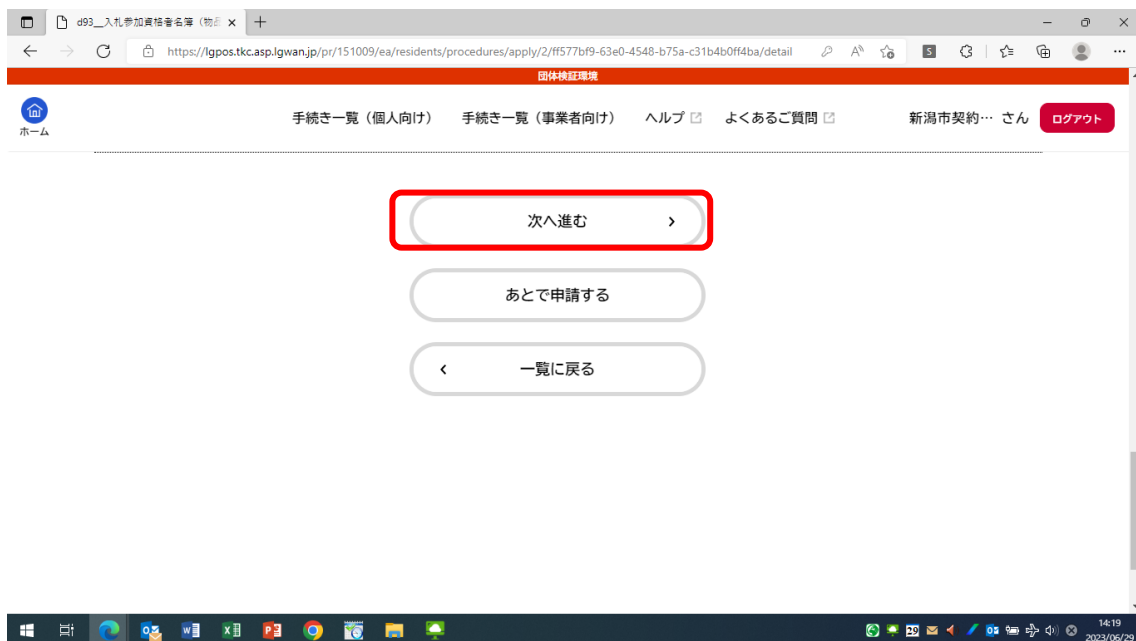 d93__入札参加資格者名簿（物品
https://lgpos.tkc.asp.lgwan.jp/pr/151009/ea/residents/procedures/apply/2/ff577bf9-63e0-4548-b75a-c31b4b0ff4ba/detail
団体検証環境
ホーム
手続き一覧（個人向け） 手続き一覧（事業者向け） ヘルプ よくあるご質問 新潟市契約… さん ログアウト
次へ進む
あとで申請する
一覧に戻る
14:19
2023/06/29